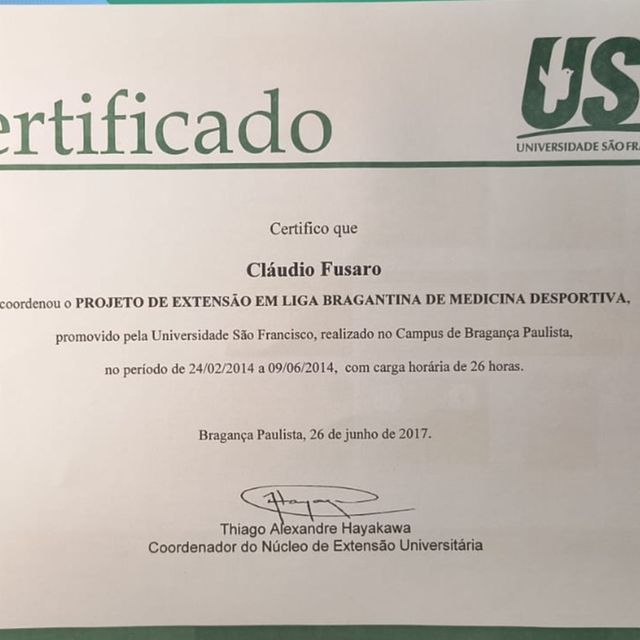 ertificado
US
UNIVERSIDADE SÃO FR
Certifico que
Cláudio Fusaro
coordenou o PROJETO DE EXTENSÃO EM LIGA BRAGANTINA DE MEDICINA DESPORTIVA,
promovido pela Universidade São Francisco, realizado no Campus de Bragança Paulista,
no período de 24/02/2014 a 09/06/2014, com carga horária de 26 horas.
Bragança Paulista, 26 de junho de 2017.
Thiago Alexandre Hayakawa
Coordenador do Núcleo de Extensão Universitária